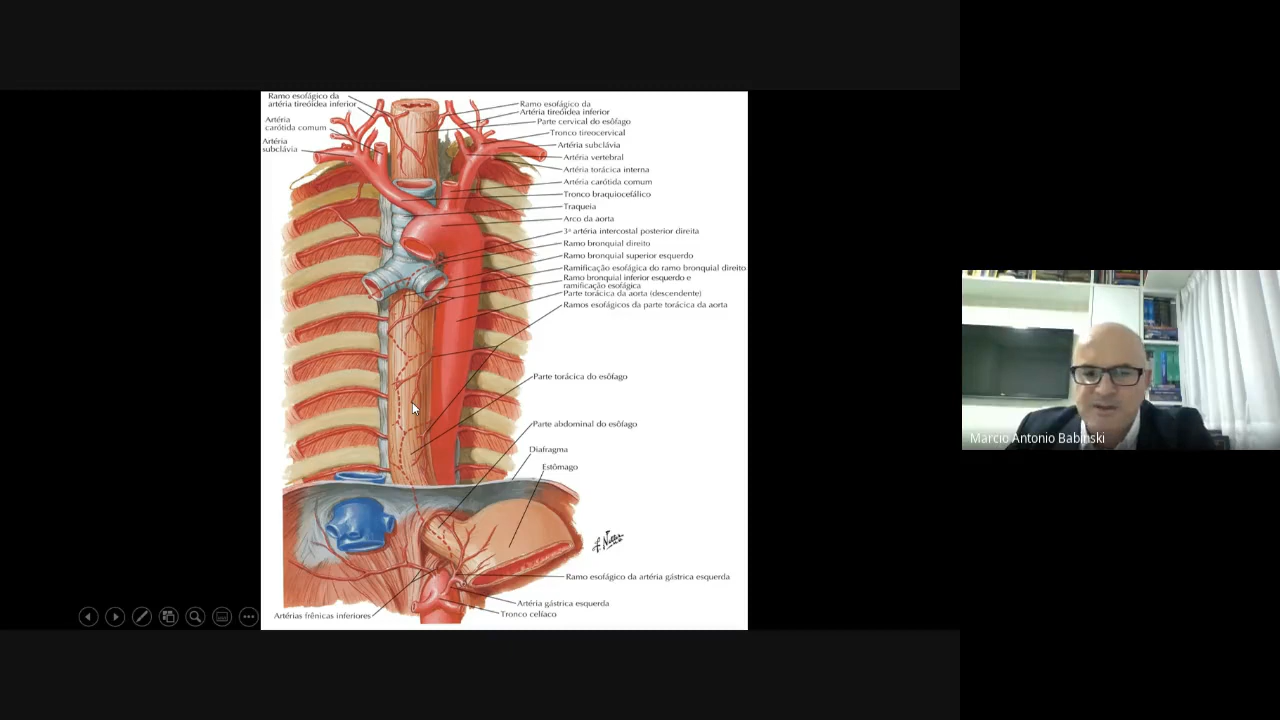 Ramo esofágico da
artéria tireóidea inferior
Artéria
carótida comum
Artéria
subclávia
Ramo esofágico da
Artéria tireóidea inferior
Parte cervical do esôfago
Tronco tireocervical
Artéria subclávia
Artéria vertebral
Artéria torácica interna
Artéria carótida comum
Tronco braquiocefálico
Traqueia
Arco da aorta
3ª artéria intercostal posterior direita
Ramo bronquial direito
Ramo bronquial superior esquerdo
Ramificação esofágica do ramo bronquial direito
Ramo bronquial inferior esquerdo e
ramificação esofágica
Parte torácica da aorta (descendente)
Ramos esofágicos da parte torácica da aorta
Parte torácica do esôfago
Parte abdominal do esôfago
Diafragma
Estômago
F. Netter
Ramo esofágico da artéria gástrica esquerda
Artéria gástrica esquerda
Tronco celíaco
Artérias frênicas inferiores
Marcio Antonio Babinski